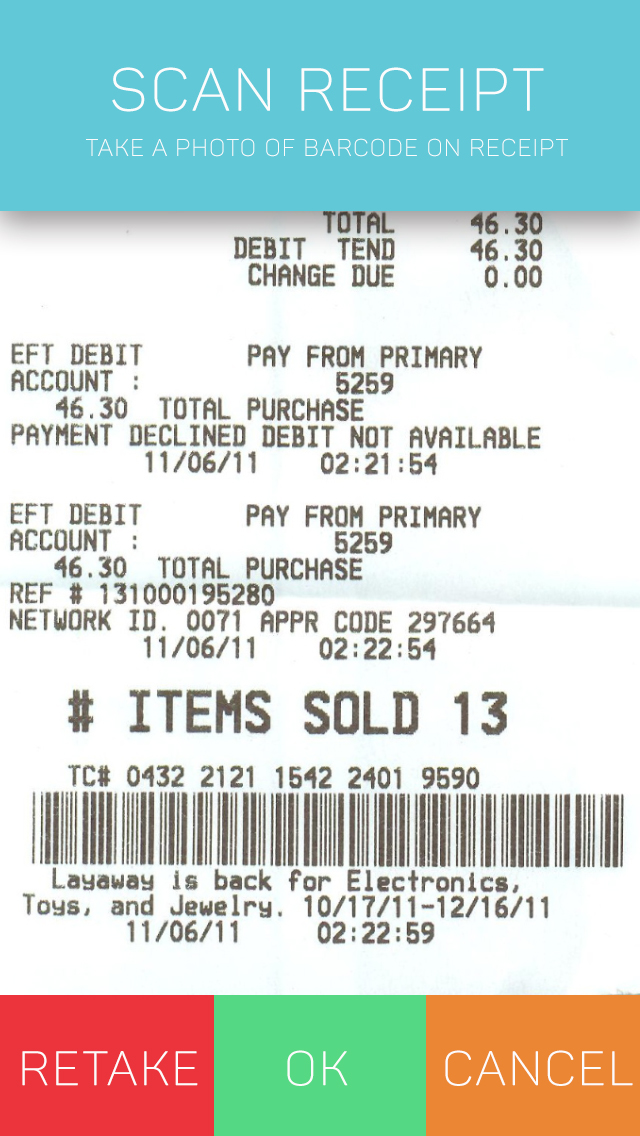 SCAN RECEIPT
TAKE A PHOTO OF BARCODE ON RECEIPT
TOTAL 46.30
DEBIT TEND 46.30
CHANGE DUE 0.00
EFT DEBIT PAY FROM PRIMARY
ACCOUNT : 5259
46.30 TOTAL PURCHASE
PAYMENT DECLINED DEBIT NOT AVAILABLE
11/06/11 02:21:54
EFT DEBIT PAY FROM PRIMARY
ACCOUNT : 5259
46.30 TOTAL PURCHASE
REF # 131000195280
NETWORK ID. 0071 APPR CODE 297664
11/06/11 02:22:54
# ITEMS SOLD 13
TC# 0432 2121 1542 2401 9590
Layaway is back for Electronics,
Toys, and Jewelry. 10/17/11-12/16/11
11/06/11 02:22:59
RETAKE OK CANCEL